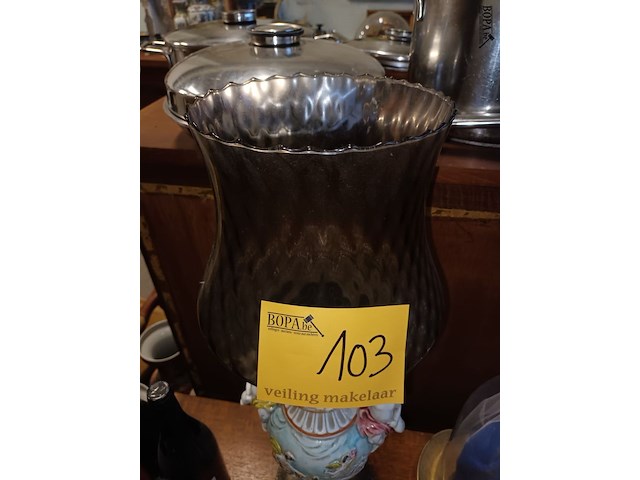 BOPA
BOPA be
103
veiling makelaar